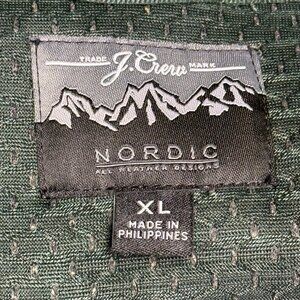 TRADE J.Crew MARK
NORDIC
ALL WEATHER DESIGNS
XL
MADE IN
PHILIPPINES